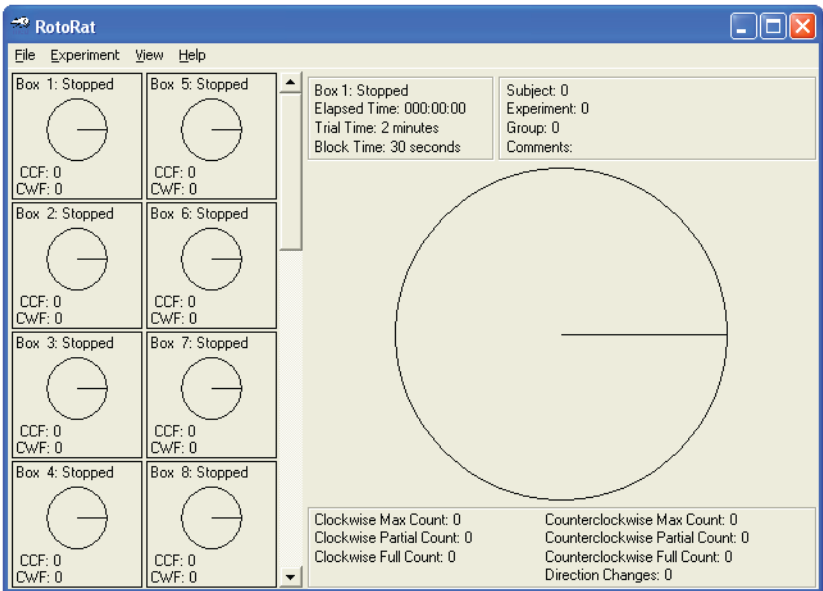 RotoRat
File Experiment View Help
Box 1: Stopped
CCF: 0
CWF: 0
Box 5: Stopped
CCF: 0
CWF: 0
Box 2: Stopped
CCF: 0
CWF: 0
Box 6: Stopped
CCF: 0
CWF: 0
Box 3: Stopped
CCF: 0
CWF: 0
Box 7: Stopped
CCF: 0
CWF: 0
Box 4: Stopped
CCF: 0
CWF: 0
Box 8: Stopped
CCF: 0
CWF: 0
Box 1: Stopped
Elapsed Time: 000:00:00
Trial Time: 2 minutes
Block Time: 30 seconds
Subject: 0
Experiment: 0
Group: 0
Comments:
Clockwise Max Count: 0
Clockwise Partial Count: 0
Clockwise Full Count: 0
Counterclockwise Max Count: 0
Counterclockwise Partial Count: 0
Counterclockwise Full Count: 0
Direction Changes: 0